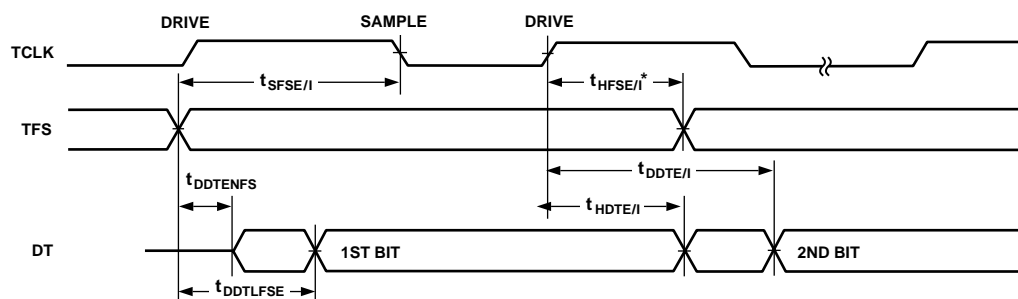 DRIVE SAMPLE DRIVE
TCLK
tSFSE/I tHFSE/I*
TFS
tDDTE/I
tDDTENFS
tHDTE/I
DT 1ST BIT 2ND BIT
tDDTLFSE